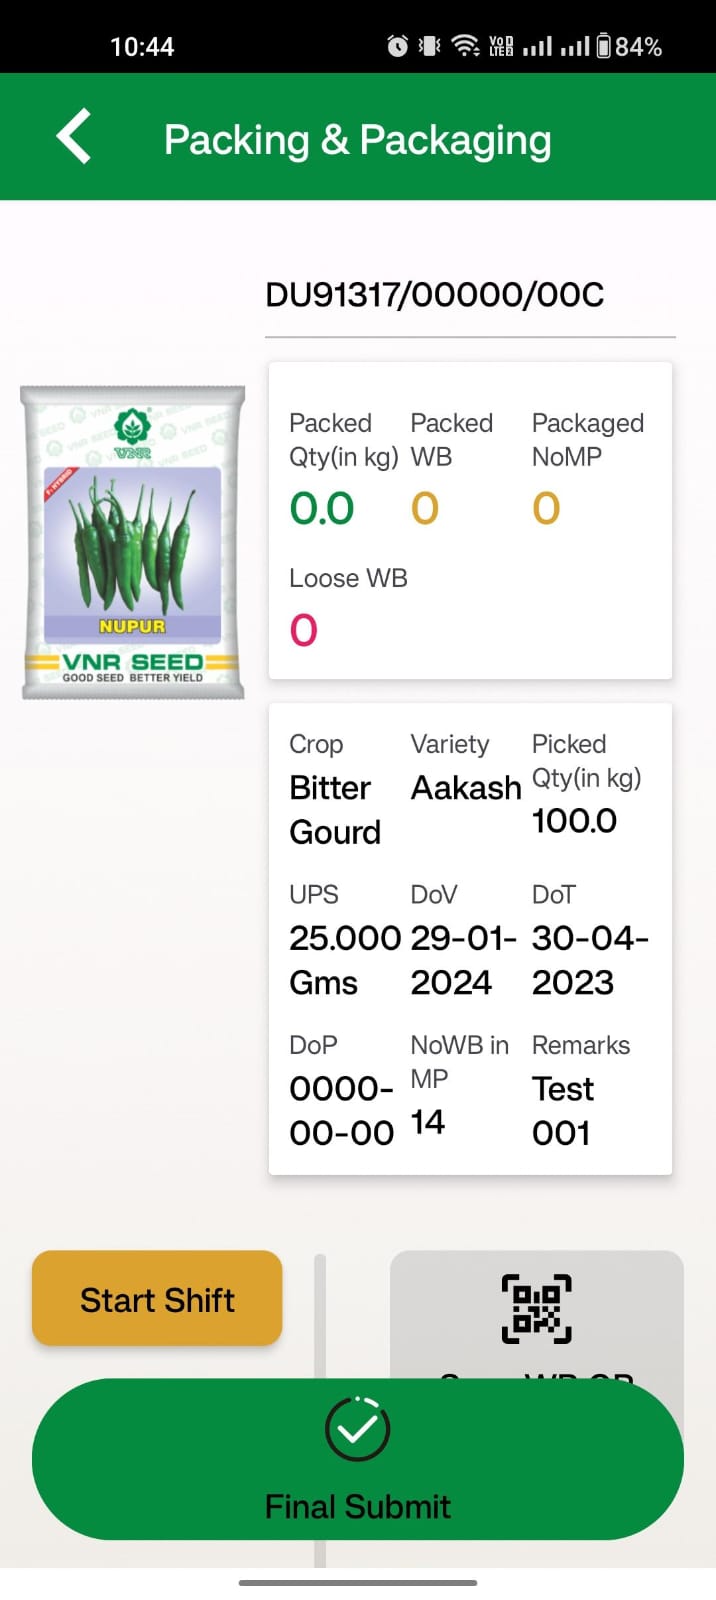 10:44
VoD
LTE2
84%
Packing & Packaging
DU91317/00000/00C
VNR
F1 HYBRID
NUPUR
VNR SEED
GOOD SEED BETTER YIELD
Packed Qty(in kg)
0.0
Packed WB
0
Packaged NoMP
0
Loose WB
0
Crop
Bitter Gourd
Variety
Aakash
Picked Qty(in kg)
100.0
UPS
25.000 Gms
DoV
29-01-2024
DoT
30-04-2023
DoP
0000-00-00
NoWB in MP
14
Remarks
Test 001
Start Shift
Final Submit